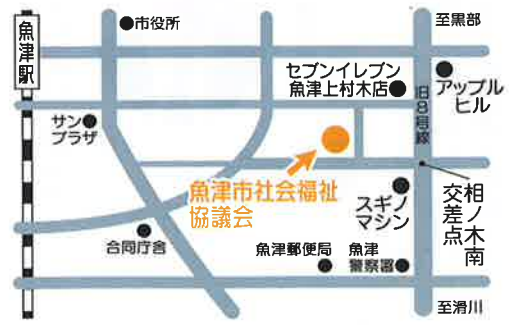 魚津駅
市役所
至黒部
セブンイレブン
魚津上村木店
アップル
ヒル
旧8号線
サン
プラザ
魚津市社会福祉
協議会
スギノ
マシン
相ノ木南
交差点
合同庁舎
魚津郵便局
魚津
警察署
至滑川